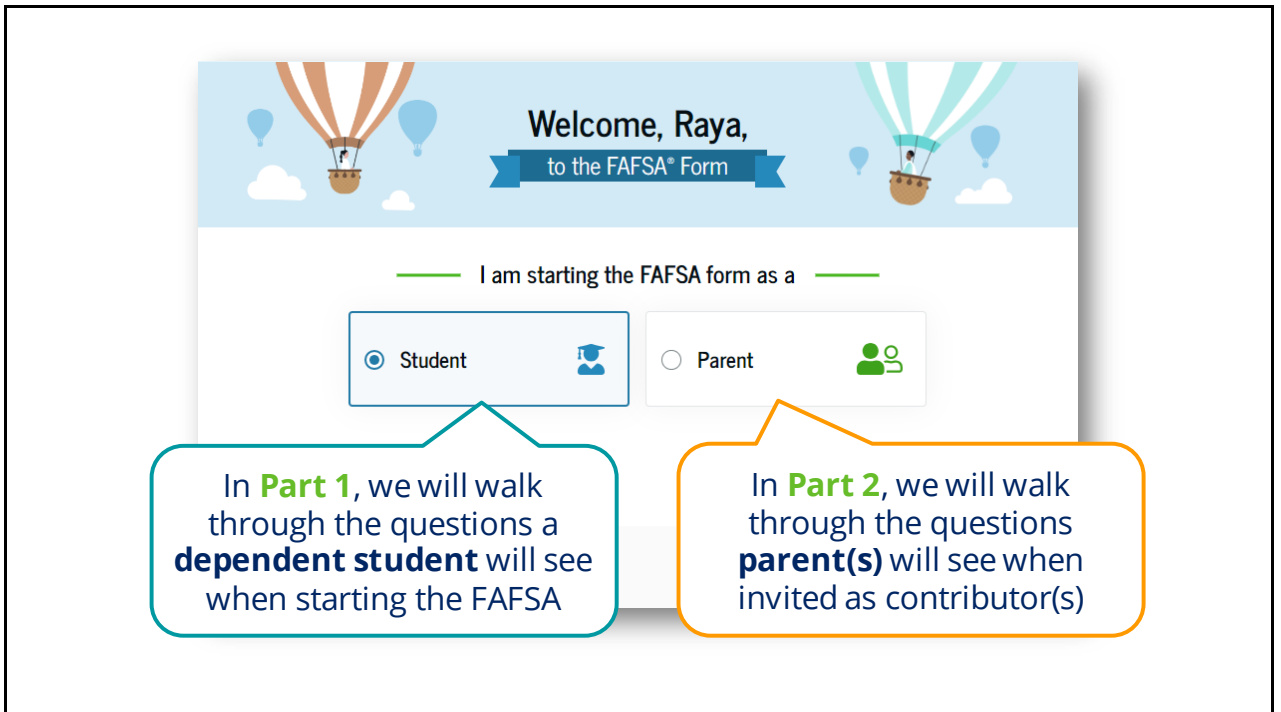 Welcome, Raya,
to the FAFSA® Form
I am starting the FAFSA form as a
Student
Parent
In Part 1, we will walk
through the questions a
dependent student will see
when starting the FAFSA
In Part 2, we will walk
through the questions
parent(s) will see when
invited as contributor(s)